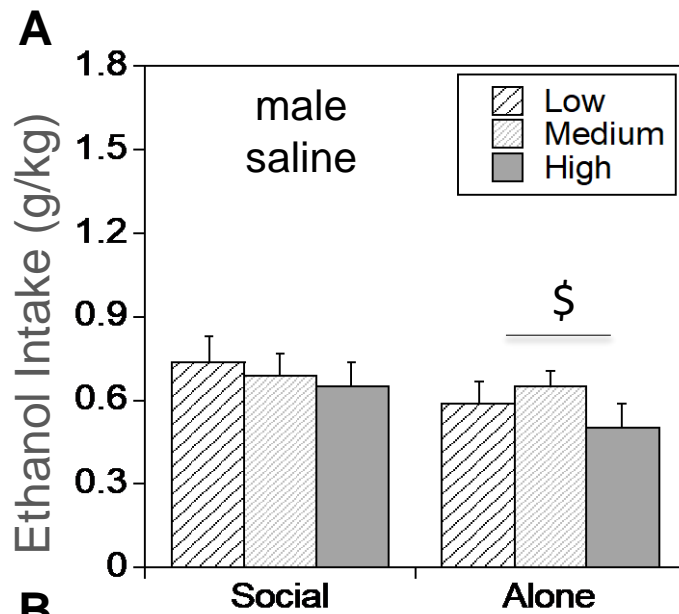 A
1.8
1.5
1.2
0.9
0.6
0.3
0
Ethanol Intake (g/kg)
male
saline
Low
Medium
High
$
Social
Alone
B